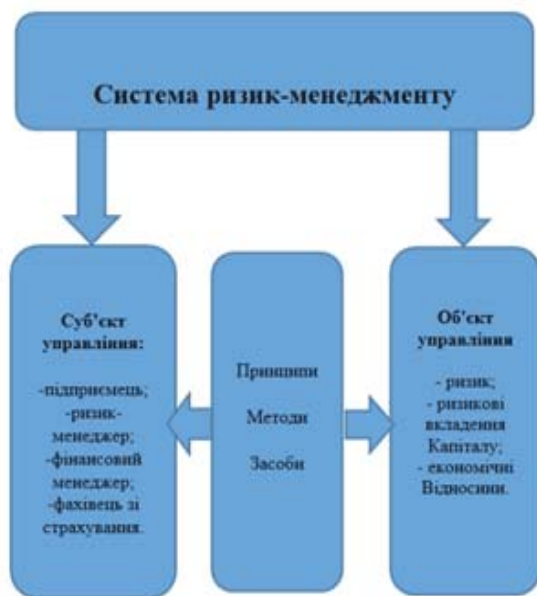 Система ризик-менеджменту
Суб'єкт
управління:
-підприємець;
-ризик-
менеджер;
-фінансовий
менеджер;
-фахівець зі
страхування.
Принципи
Методи
Засоби
Об'єкт
управління
- ризик;
- ризикові
вкладення
Капіталу;
- економічні
Відносини.